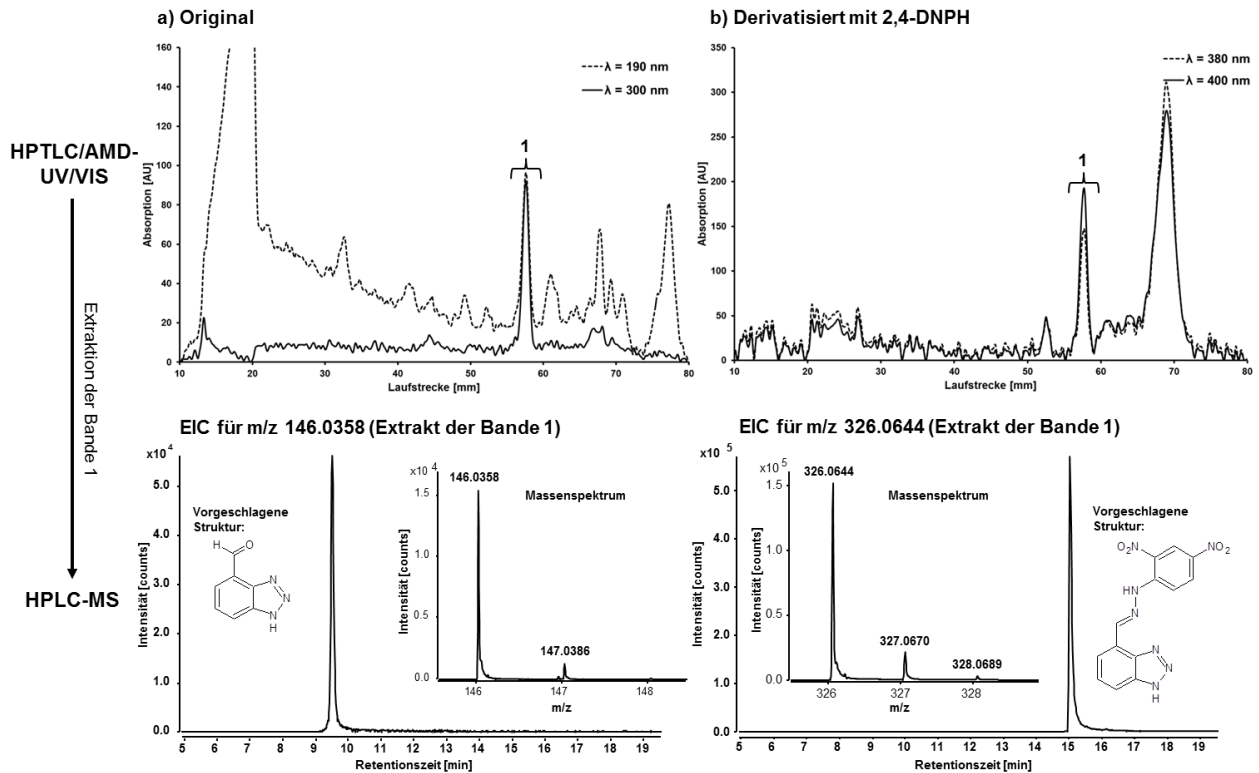 a) Original
b) Derivatisiert mit 2,4-DNPH
HPTLC/AMD-
UV/VIS
Extraktion der Bande 1
HPLC-MS
Absorption [AU]
160
140
120
100
80
60
40
20
0
λ = 190 nm
λ = 300 nm
1
10
20
30
40
50
60
70
80
Laufstrecke [mm]
Absorption [AU]
350
300
250
200
150
100
50
0
λ = 380 nm
λ = 400 nm
1
10
20
30
40
50
60
70
80
Laufstrecke [mm]
EIC für m/z 146.0358 (Extrakt der Bande 1)
x10⁴
5.0
4.0
3.0
2.0
1.0
0.0
Intensität [counts]
Vorgeschlagene
Struktur:
H
O
N
N
N
H
x10⁴
1.5
1.0
0.5
0.0
Intensität [counts]
146.0358
Massenspektrum
147.0386
146
147
148
m/z
5
6
7
8
9
10
11
12
13
14
15
16
17
18
19
Retentionszeit [min]
EIC für m/z 326.0644 (Extrakt der Bande 1)
x10⁵
5.0
4.0
3.0
2.0
1.0
0.0
Intensität [counts]
x10⁵
1.5
1.0
0.5
0.0
Intensität [counts]
326.0644
Massenspektrum
327.0670
328.0689
326
327
328
m/z
Vorgeschlagene
Struktur:
O₂N
NO₂
HN
N
N
N
N
H
5
6
7
8
9
10
11
12
13
14
15
16
17
18
19
Retentionszeit [min]